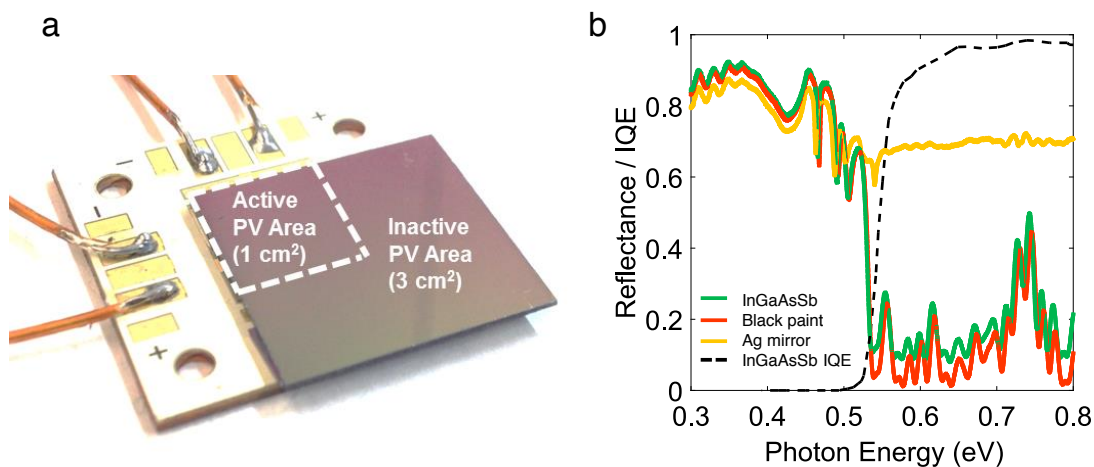 a
+
–
–
+
Active
PV Area
(1 cm²)
Inactive
PV Area
(3 cm²)
b
1
0.8
0.6
0.4
0.2
0
Reflectance / IQE
InGaAsSb
Black paint
Ag mirror
InGaAsSb IQE
0.3 0.4 0.5 0.6 0.7 0.8
Photon Energy (eV)